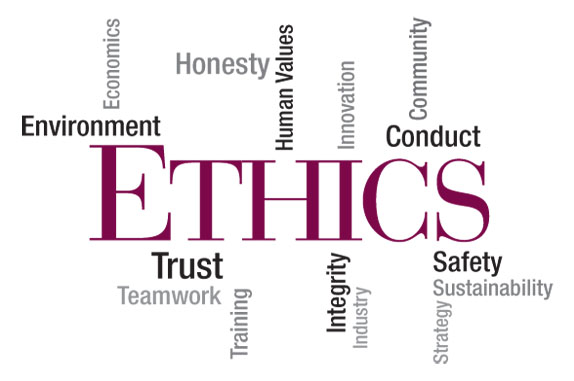 Economics
Honesty
Human Values
Innovation
Community
Environment
Conduct
ETHICS
Trust
Teamwork
Training
Integrity
Industry
Safety
Sustainability
Strategy